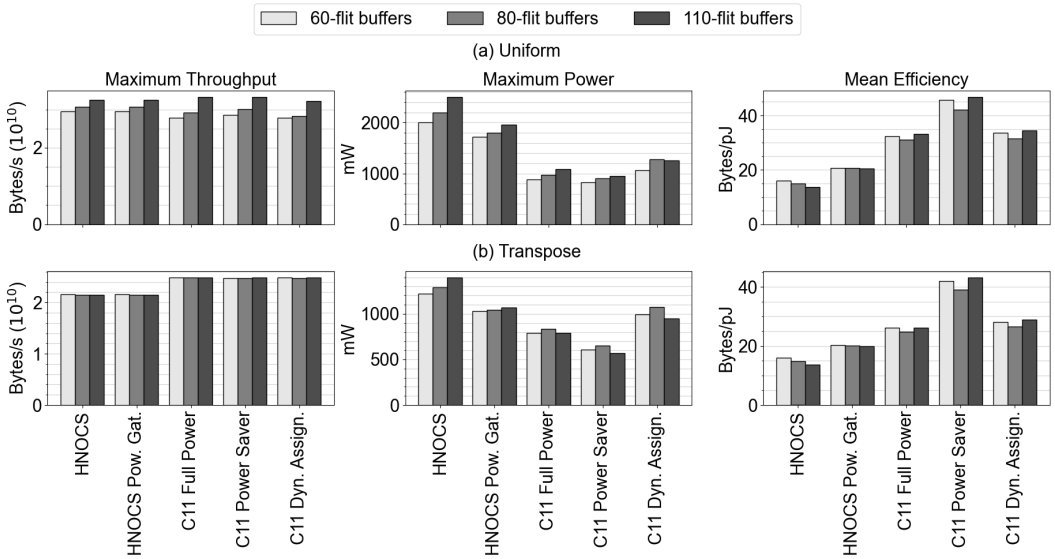 60-flit buffers 80-flit buffers 110-flit buffers
(a) Uniform
Maximum Throughput
Bytes/s (10^10)
2
0
Maximum Power
mW
2000
1000
0
Mean Efficiency
Bytes/pJ
40
20
0
(b) Transpose
Bytes/s (10^10)
2
1
0
HNOCS
HNOCS Pow. Gat.
C11 Full Power
C11 Power Saver
C11 Dyn. Assign.
mW
1000
500
0
HNOCS
HNOCS Pow. Gat.
C11 Full Power
C11 Power Saver
C11 Dyn. Assign.
Bytes/pJ
40
20
0
HNOCS
HNOCS Pow. Gat.
C11 Full Power
C11 Power Saver
C11 Dyn. Assign.